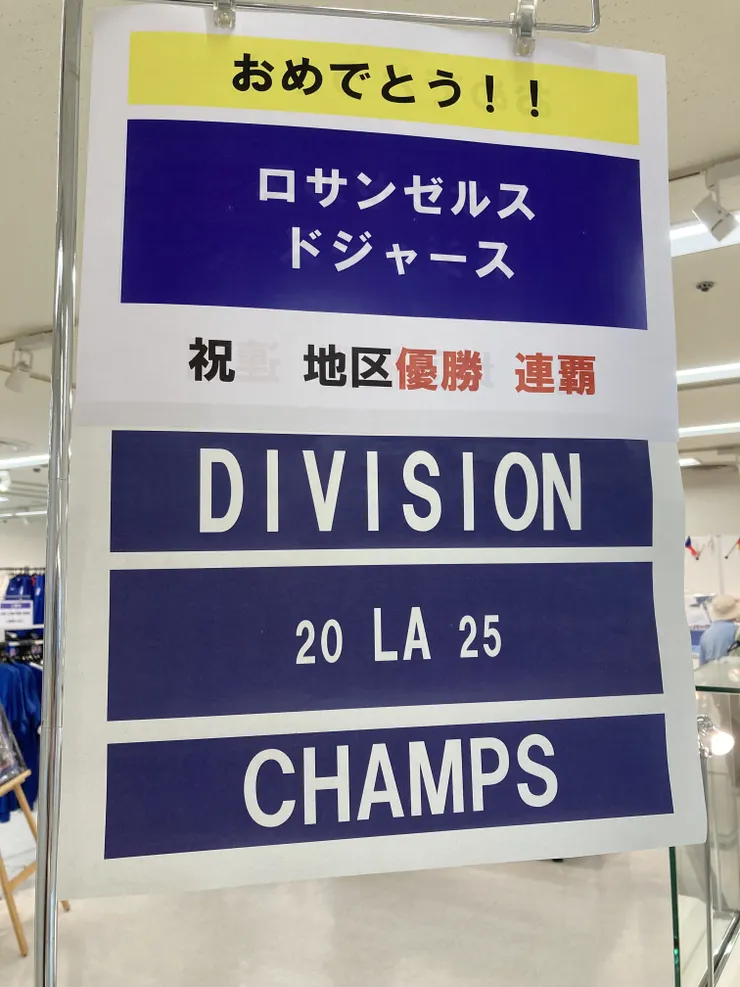 おめでとう！！
ロサンゼルス
ドジャース
祝　地区優勝　連覇
DIVISION
20 LA 25
CHAMPS